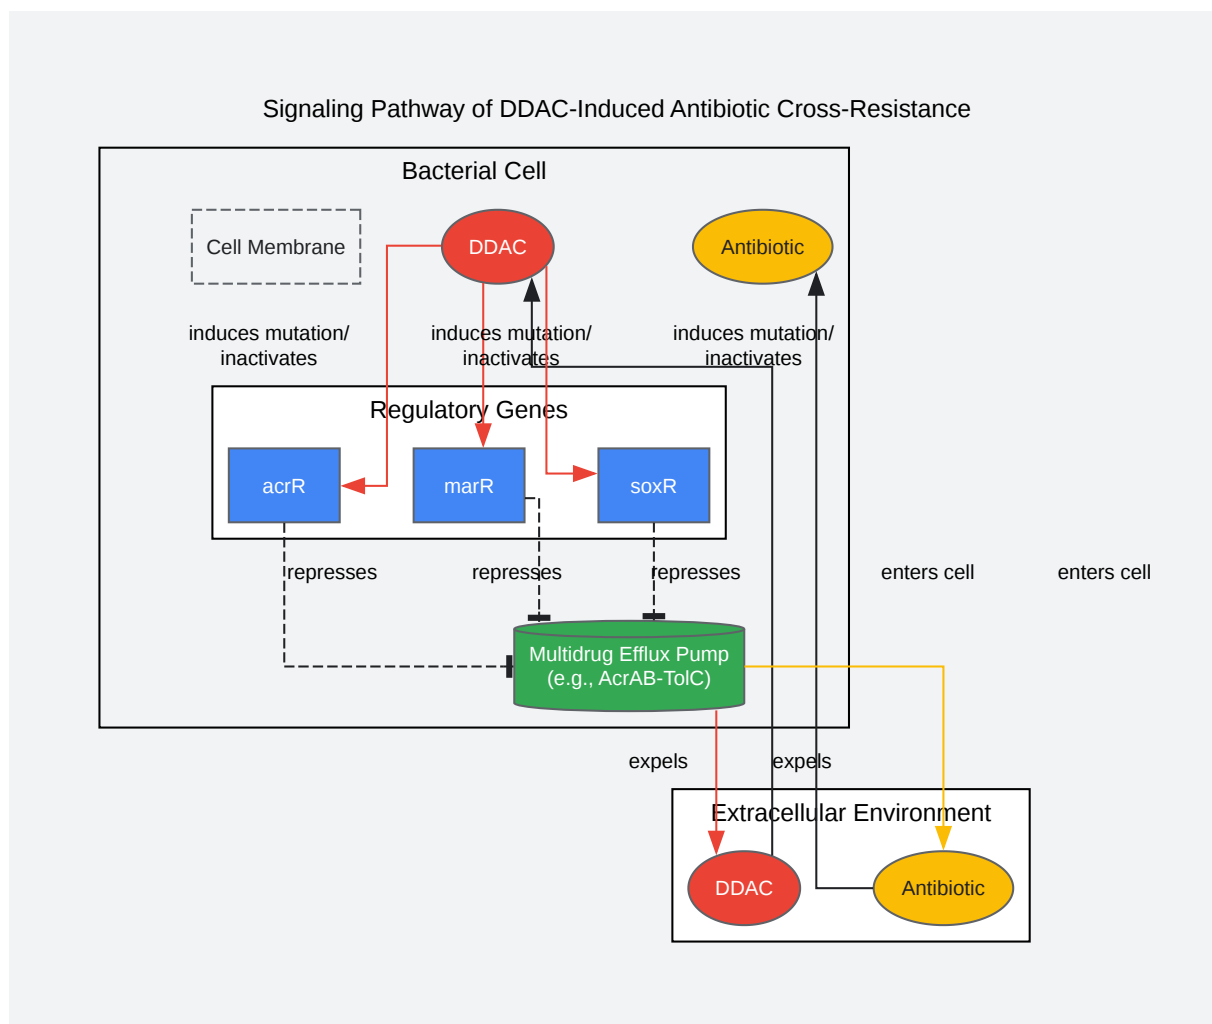 Signaling Pathway of DDAC-Induced Antibiotic Cross-Resistance
Bacterial Cell
Cell Membrane
DDAC
Antibiotic
induces mutation/
inactivates
induces mutation/
inactivates
induces mutation/
inactivates
Regulatory Genes
acrR
marR
soxR
represses
represses
represses
enters cell
enters cell
Multidrug Efflux Pump
(e.g., AcrAB-TolC)
expels
expels
Extracellular Environment
DDAC
Antibiotic